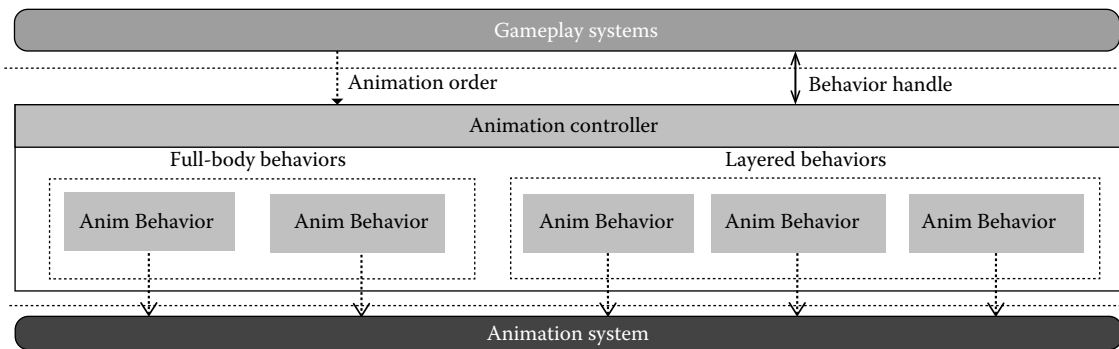 Gameplay systems
Animation order
Behavior handle
Animation controller
Full-body behaviors
Layered behaviors
Anim Behavior
Anim Behavior
Anim Behavior
Anim Behavior
Anim Behavior
Animation system